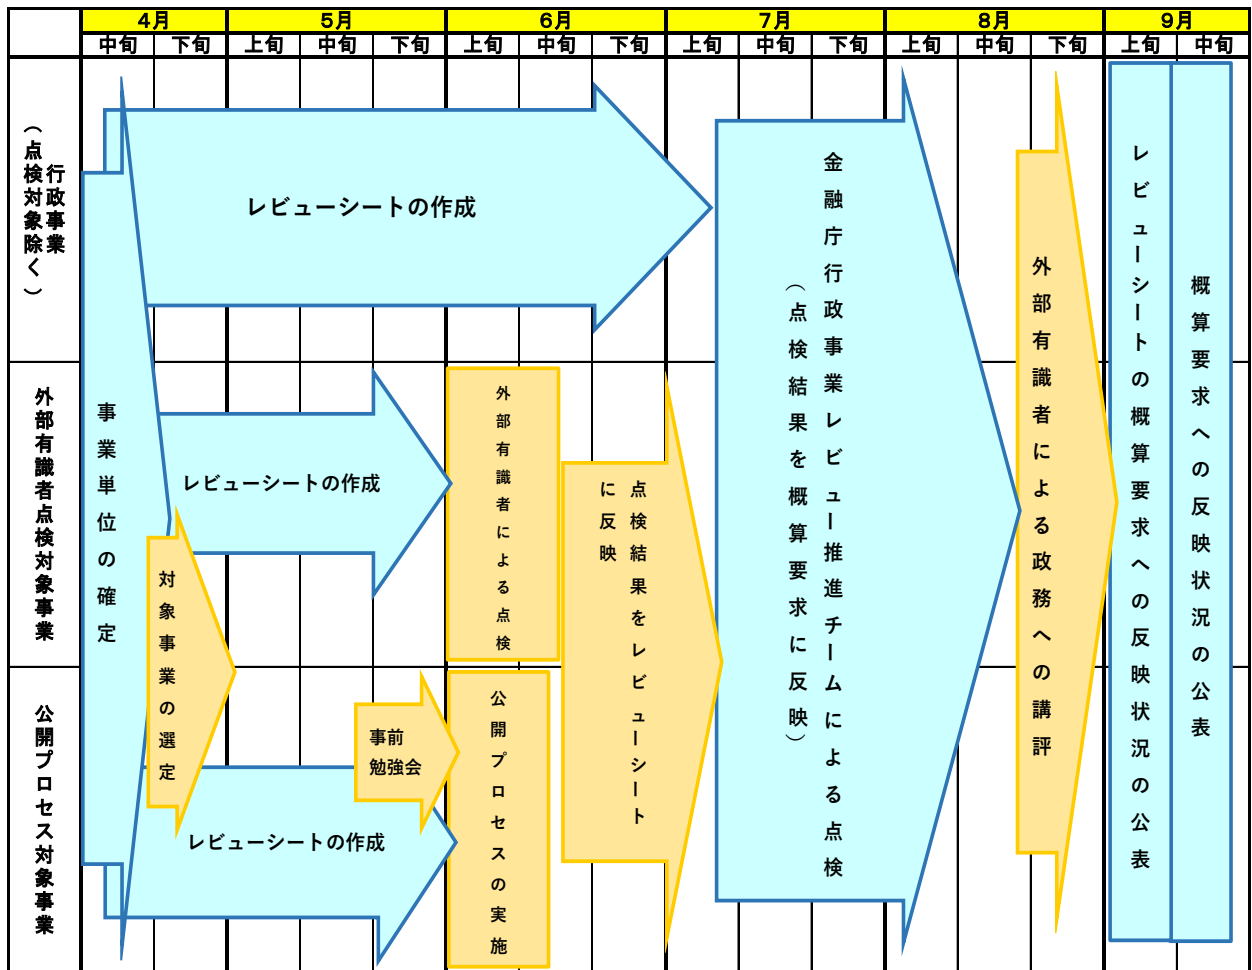 4月
5月
6月
7月
8月
9月
中旬
下旬
上旬
中旬
下旬
上旬
中旬
下旬
上旬
中旬
下旬
上旬
中旬
下旬
上旬
中旬
行政事業
（点検対象除く）
外部有識者点検対象事業
公開プロセス対象事業
事業単位の確定
レビューシートの作成
レビューシートの作成
レビューシートの作成
対象事業の選定
事前
勉強会
外部有識者による点検
公開プロセスの実施
点検結果をレビューシート
に反映
金融庁行政事業レビュー推進チームによる点検
（点検結果を概算要求に反映）
外部有識者による政務への講評
レビューシートの概算要求への反映状況の公表
概算要求への反映状況の公表